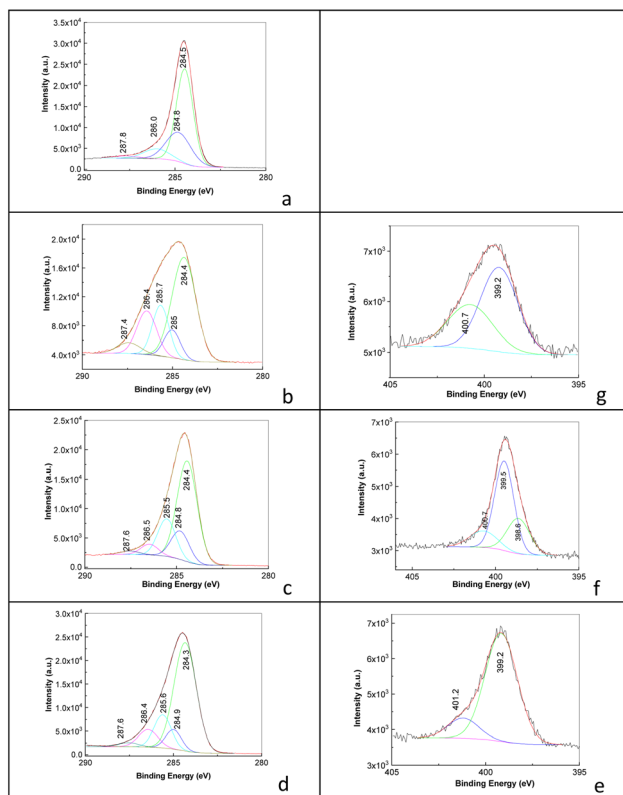 3.5x10⁴
3.0x10⁴
2.5x10⁴
2.0x10⁴
1.5x10⁴
1.0x10⁴
5.0x10³
0.0
Intensity (a.u.)
287.8
286.0
284.8
284.5
290
285
280
Binding Energy (eV)
a
2.0x10⁴
1.6x10⁴
1.2x10⁴
8.0x10³
4.0x10³
Intensity (a.u.)
287.4
286.4
285.7
285
284.4
290
285
280
Binding Energy (eV)
b
7x10³
6x10³
5x10³
Intensity (a.u.)
400.7
399.2
405
400
395
Binding Energy (eV)
g
2.5x10⁴
2.0x10⁴
1.5x10⁴
1.0x10⁴
5.0x10³
0.0
Intensity (a.u.)
287.6
286.5
285.5
284.8
284.4
290
285
280
Binding Energy (eV)
c
7x10³
6x10³
5x10³
4x10³
3x10³
Intensity (a.u.)
400.7
399.5
405
400
395
Binding Energy (eV)
f
3.0x10⁴
2.5x10⁴
2.0x10⁴
1.5x10⁴
1.0x10⁴
5.0x10³
0.0
Intensity (a.u.)
287.6
286.4
285.6
284.9
284.3
290
285
280
Binding Energy (eV)
d
7x10³
6x10³
5x10³
4x10³
3x10³
Intensity (a.u.)
401.2
399.2
405
400
395
Binding Energy (eV)
e